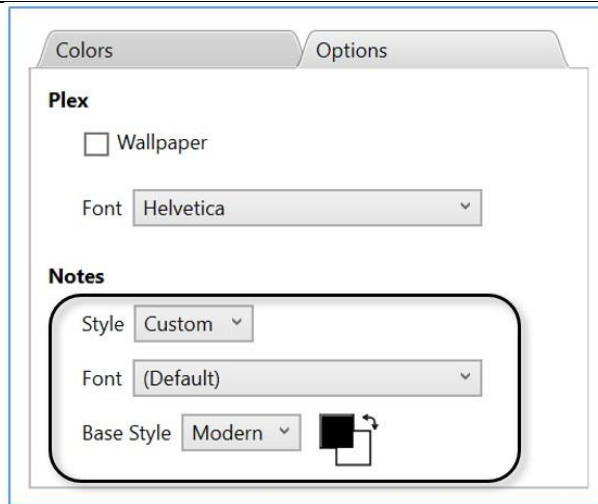 Colors Options
Plex
Wallpaper
Font Helvetica
Notes
Style Custom
Font (Default)
Base Style Modern